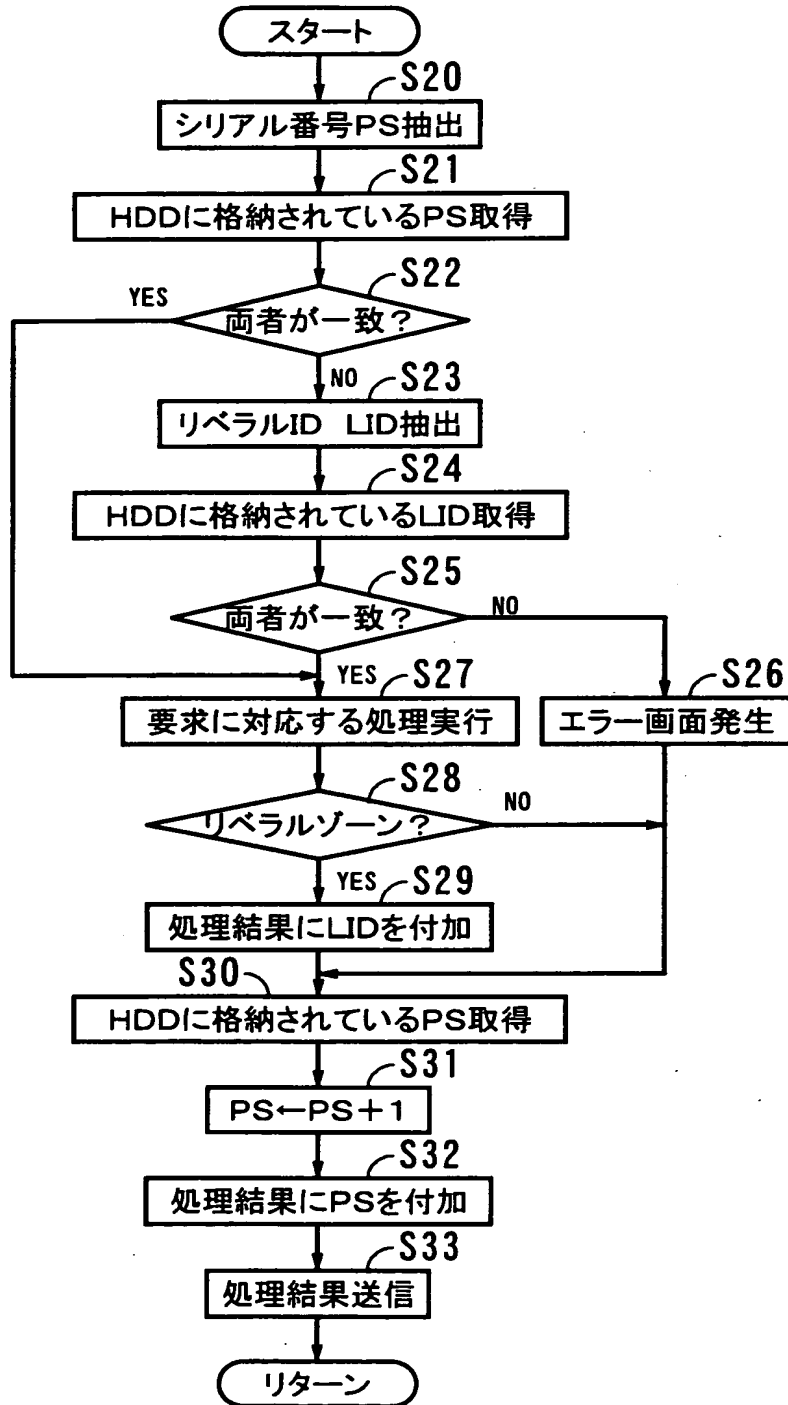 スタート
S20
シリアル番号PS抽出
S21
HDDに格納されているPS取得
S22
YES
両者が一致?
NO
S23
リベラルID LID抽出
S24
HDDに格納されているLID取得
S25
両者が一致?
NO
YES
S27
S26
要求に対応する処理実行
エラー画面発生
S28
リベラルゾーン?
NO
YES
S29
処理結果にLIDを付加
S30
HDDに格納されているPS取得
S31
PS←PS+1
S32
処理結果にPSを付加
S33
処理結果送信
リターン